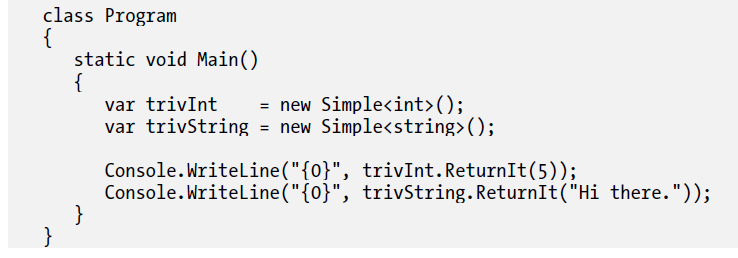 class Program
{
   static void Main()
   {
      var trivInt    = new Simple<int>();
      var trivString = new Simple<string>();

      Console.WriteLine("{0}", trivInt.ReturnIt(5));
      Console.WriteLine("{0}", trivString.ReturnIt("Hi there."));
   }
}